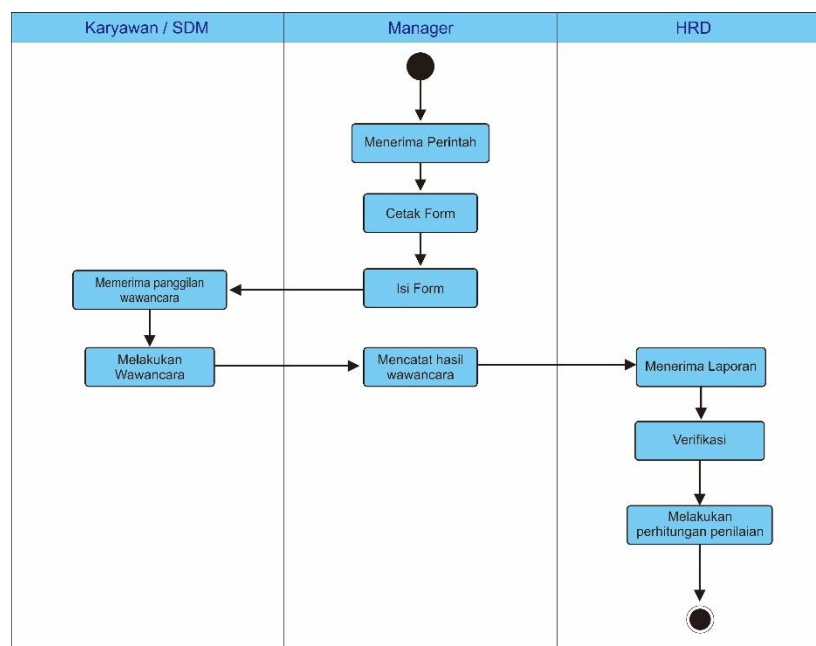 Karyawan / SDM
Manager
HRD
Menerima Perintah
Cetak Form
Isi Form
Memerima panggilan
wawancara
Melakukan
Wawancara
Mencatat hasil
wawancara
Menerima Laporan
Verifikasi
Melakukan
perhitungan penilaian